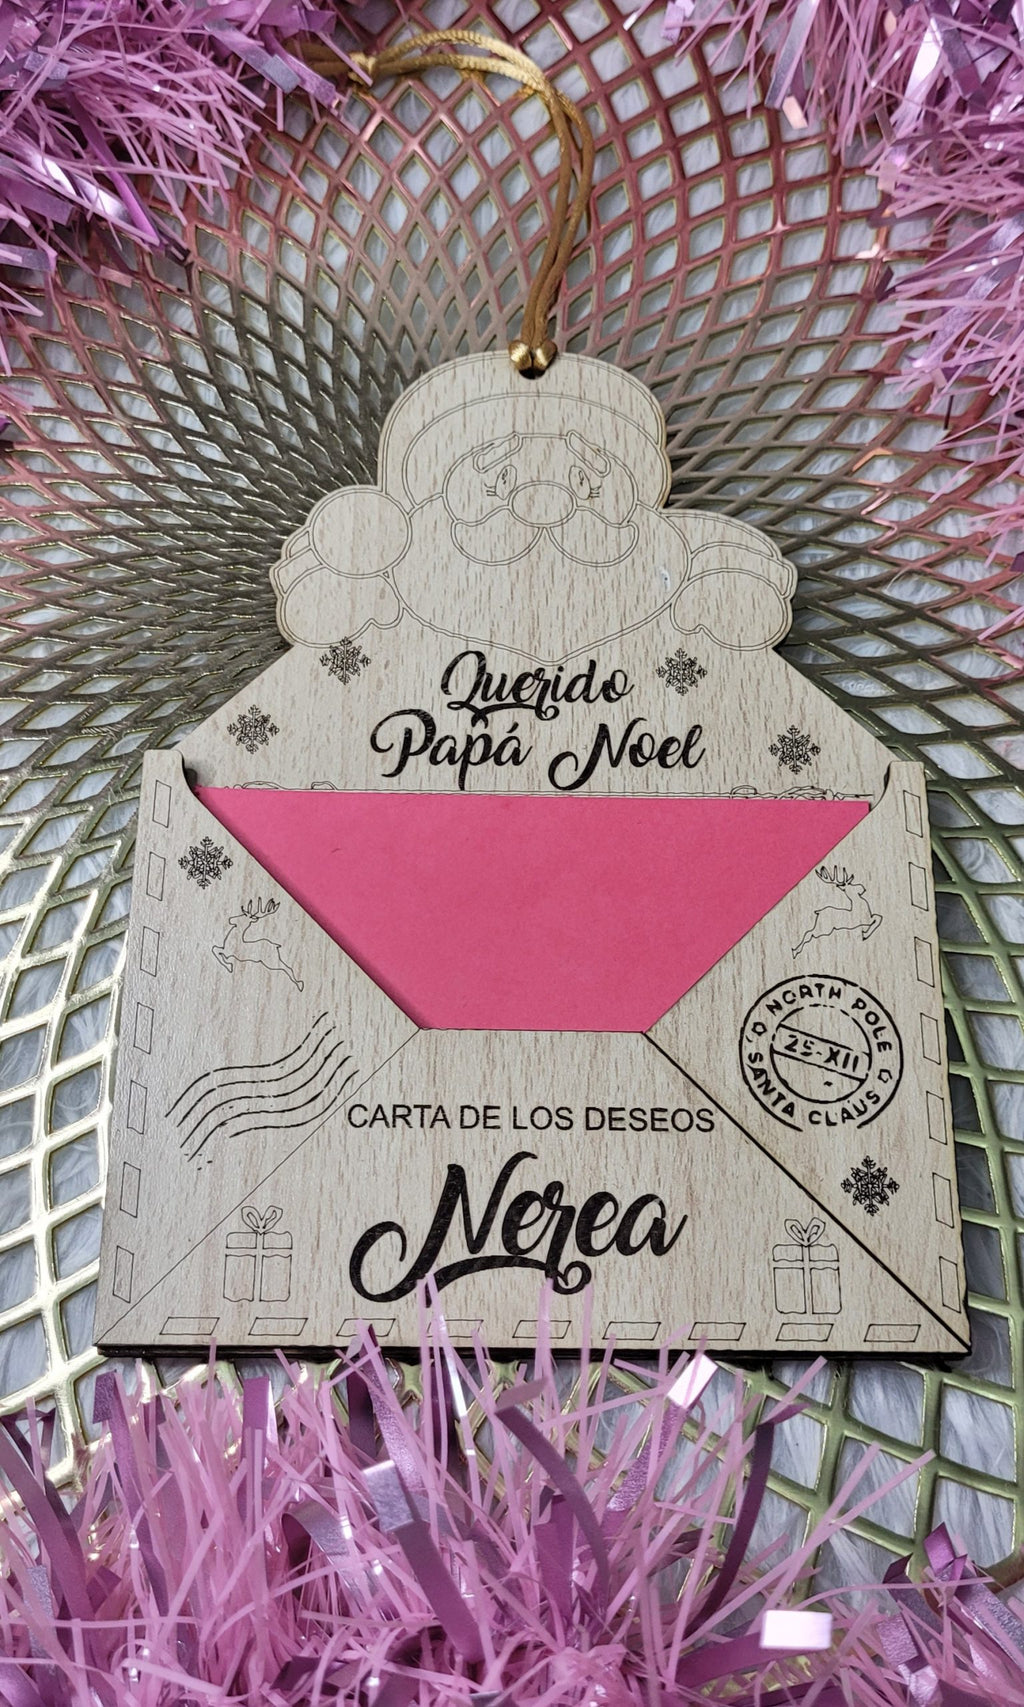 Querido
Papá Noel
NORTH POLE
25-XII
SANTA CLAUS
CARTA DE LOS DESEOS
Nerea